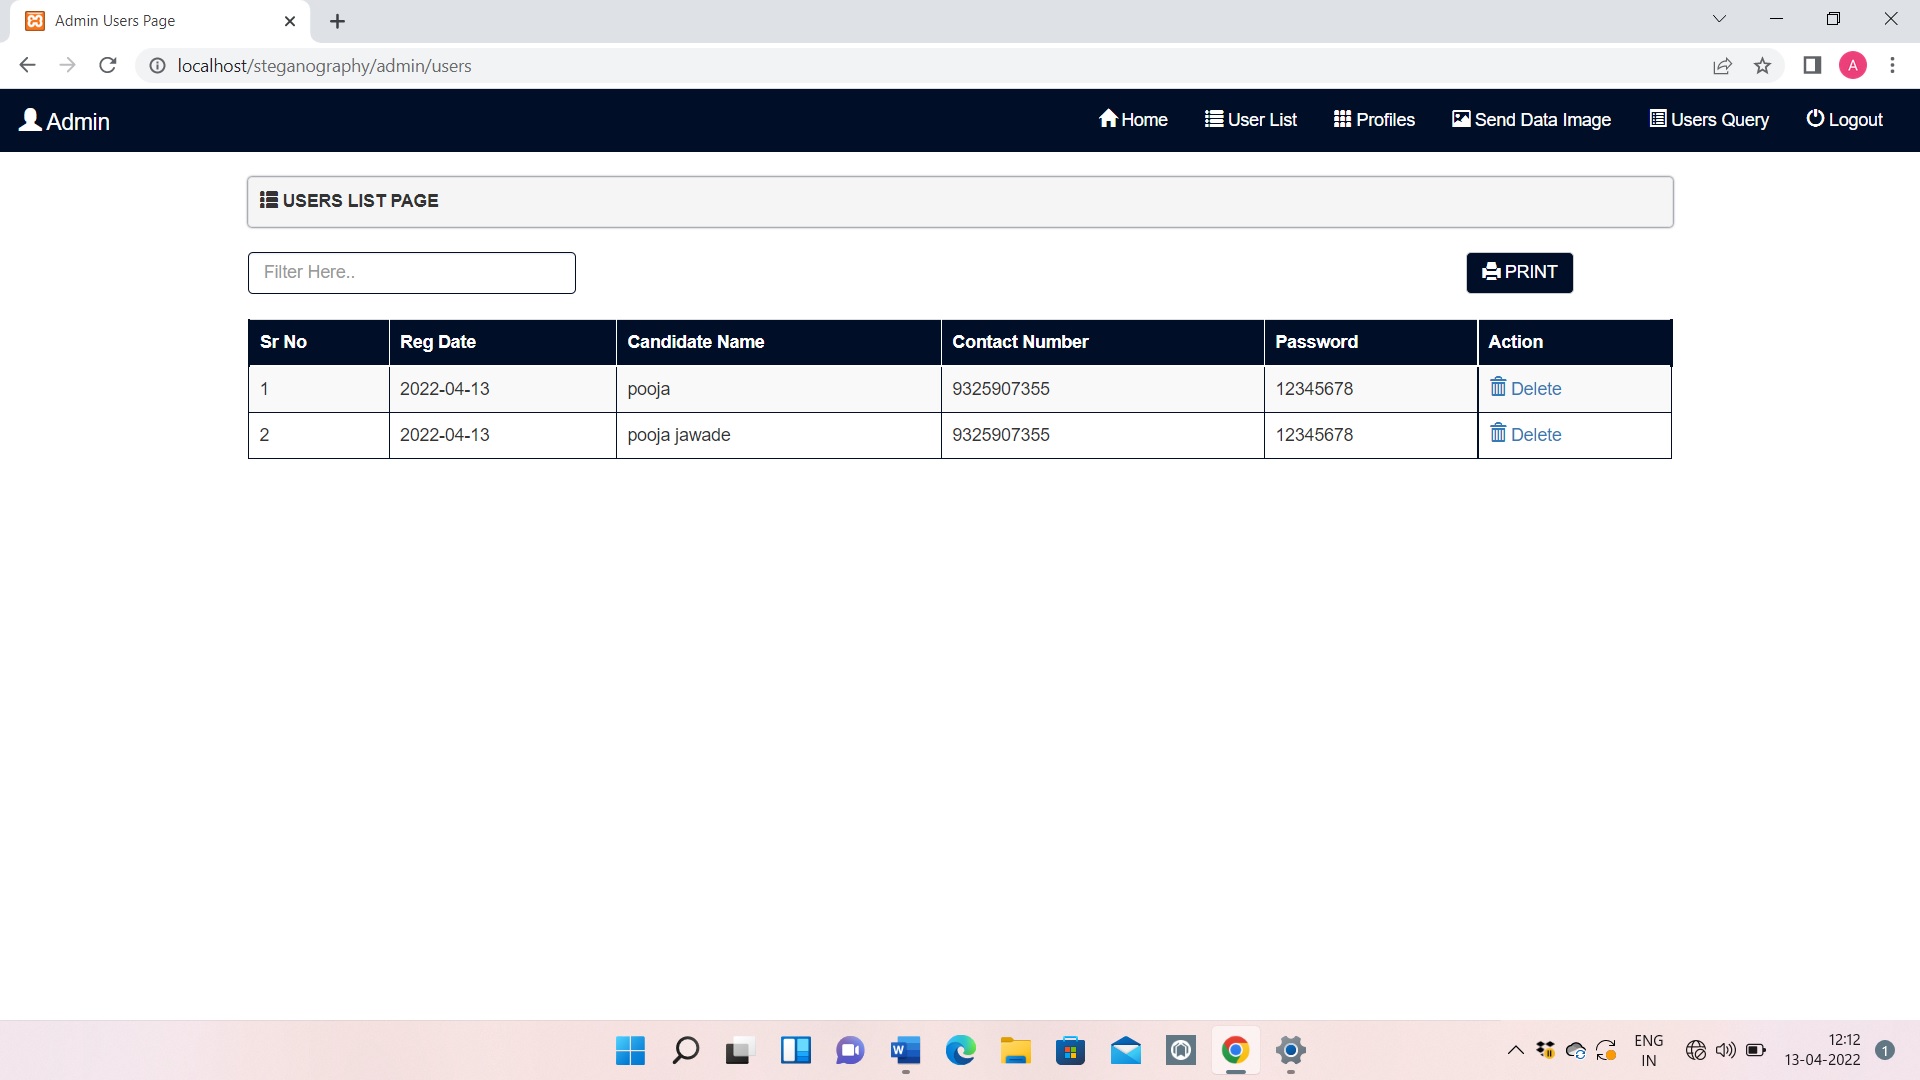 Admin Users Page
localhost/steganography/admin/users
A
Admin
Home User List Profiles Send Data Image Users Query Logout
USERS LIST PAGE
Filter Here..
PRINT
Sr No Reg Date Candidate Name Contact Number Password Action
1 2022-04-13 pooja 9325907355 12345678 Delete
2 2022-04-13 pooja jawade 9325907355 12345678 Delete
W
ENG
IN
12:12
13-04-2022
1